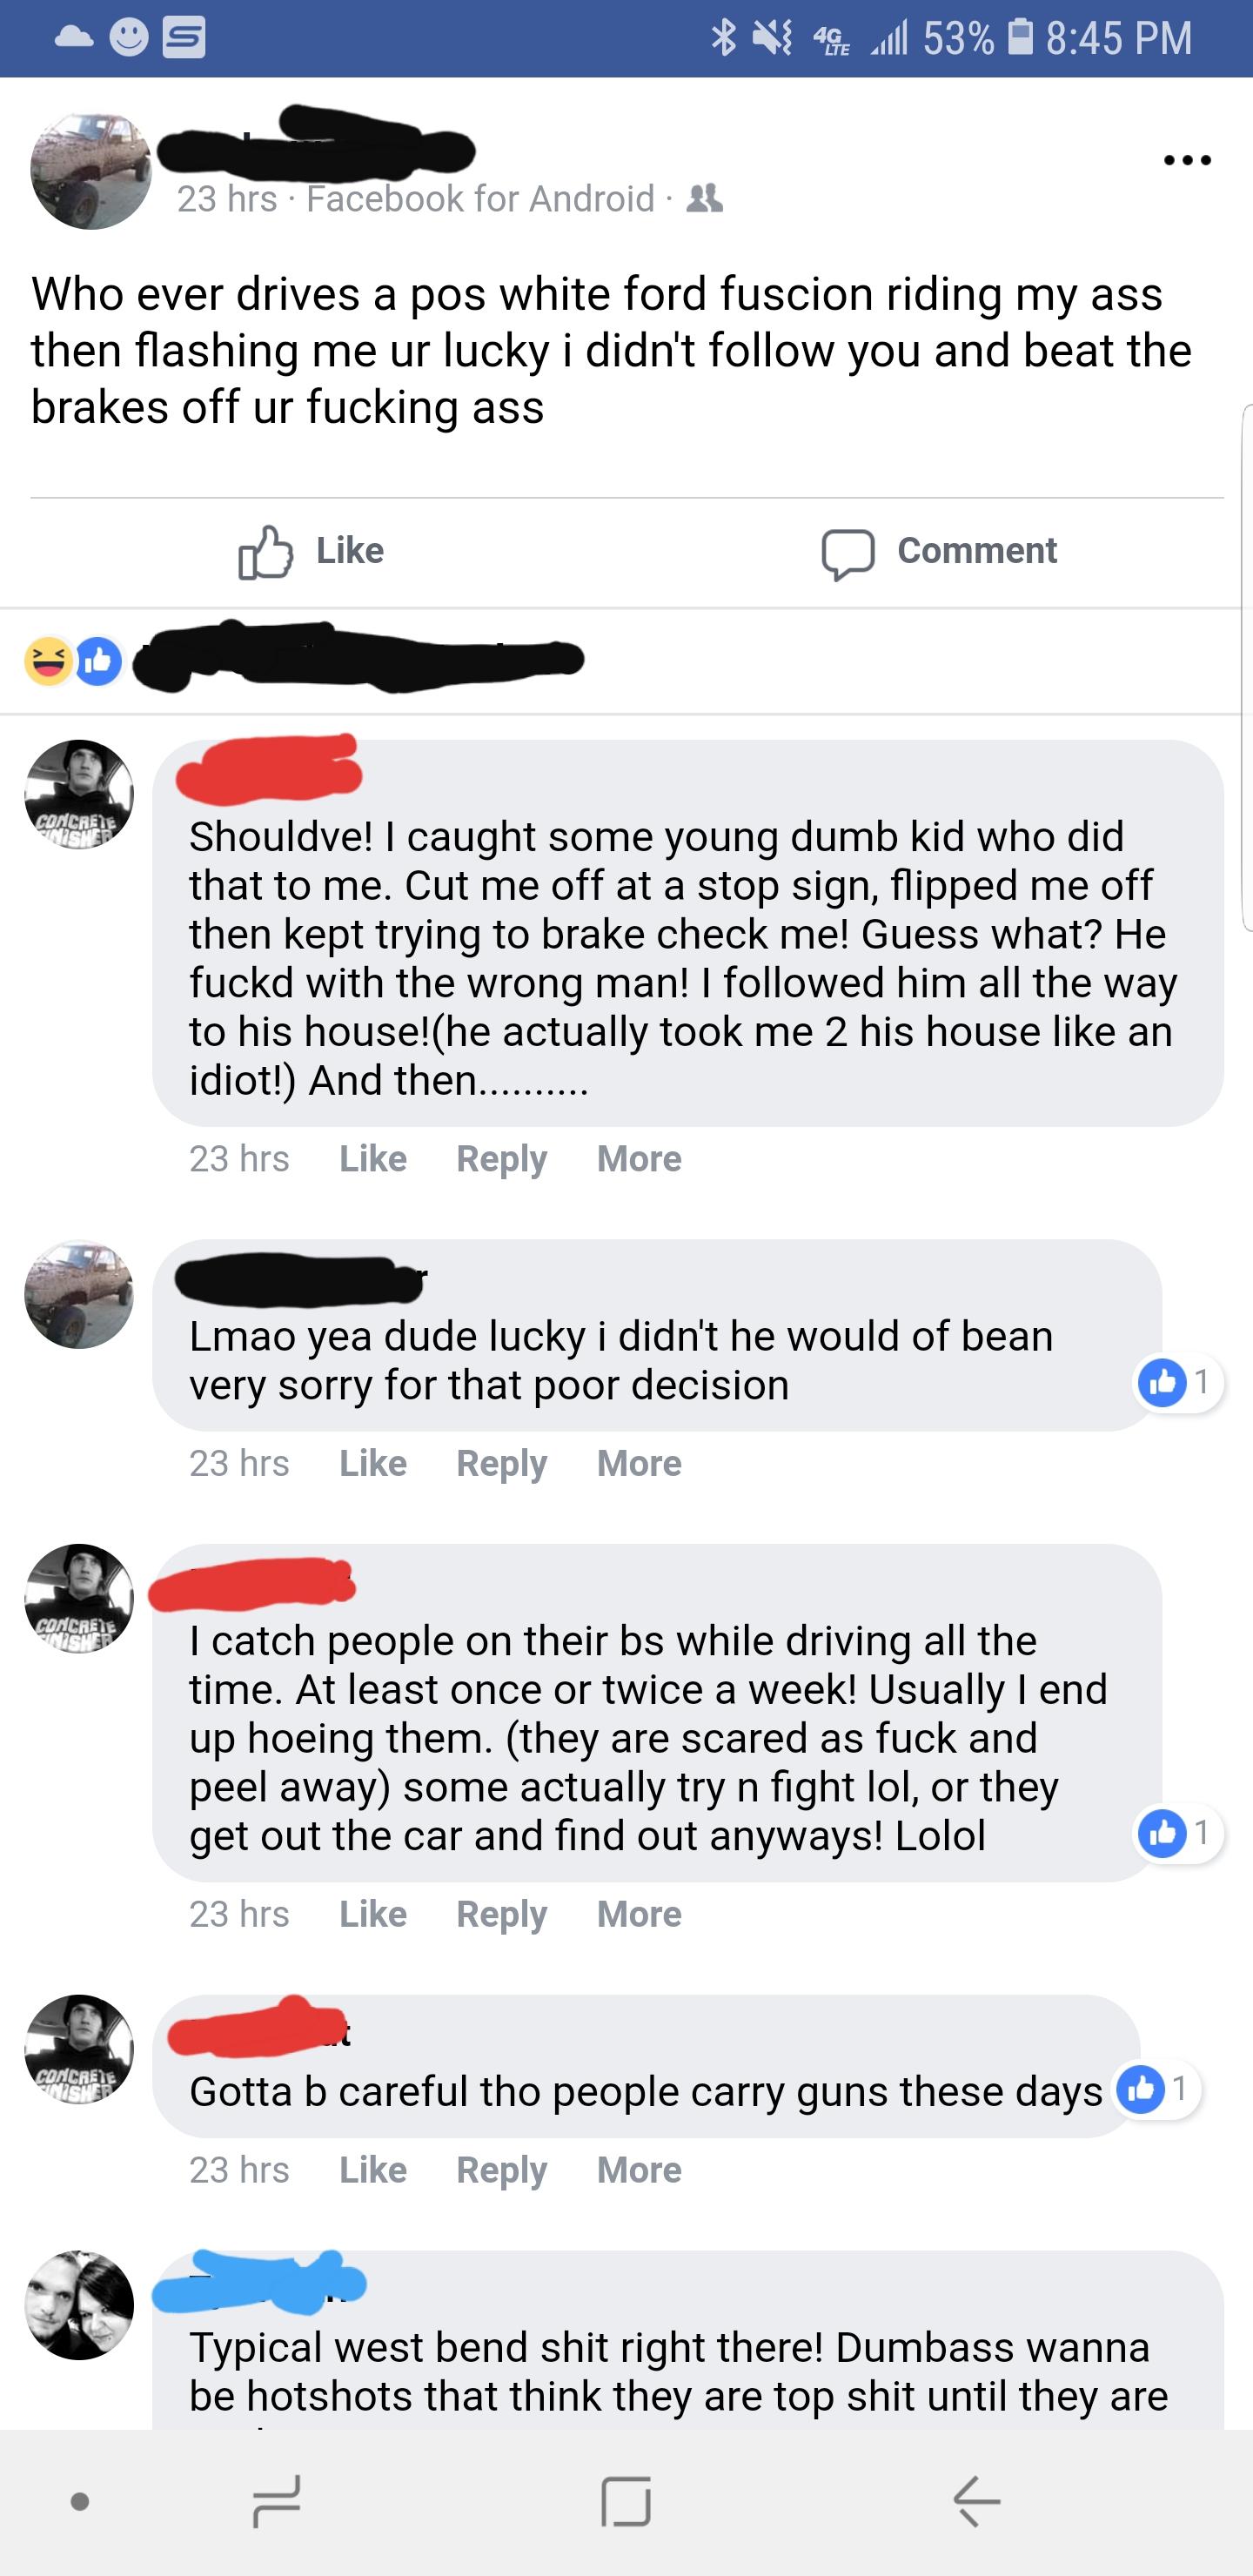 4G LTE 53% 8:45 PM
23 hrs · Facebook for Android ·
Who ever drives a pos white ford fuscion riding my ass
then flashing me ur lucky i didn't follow you and beat the
brakes off ur fucking ass
Like Comment
CONCRETE
FINISHER
Shouldve! I caught some young dumb kid who did
that to me. Cut me off at a stop sign, flipped me off
then kept trying to brake check me! Guess what? He
fuckd with the wrong man! I followed him all the way
to his house!(he actually took me 2 his house like an
idiot!) And then..........
23 hrs Like Reply More
Lmao yea dude lucky i didn't he would of bean
very sorry for that poor decision
1
23 hrs Like Reply More
CONCRETE
FINISHER
I catch people on their bs while driving all the
time. At least once or twice a week! Usually I end
up hoeing them. (they are scared as fuck and
peel away) some actually try n fight lol, or they
get out the car and find out anyways! Lolol
1
23 hrs Like Reply More
CONCRETE
FINISHER
Gotta b careful tho people carry guns these days
1
23 hrs Like Reply More
Typical west bend shit right there! Dumbass wanna
be hotshots that think they are top shit until they are